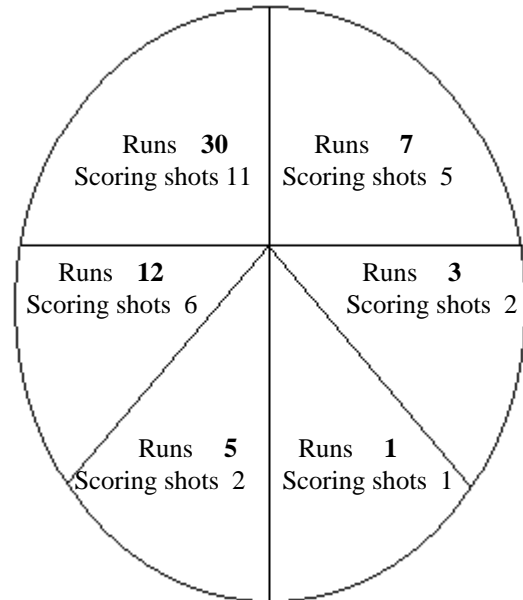 Runs 30
Scoring shots 11
Runs 7
Scoring shots 5
Runs 12
Scoring shots 6
Runs 3
Scoring shots 2
Runs 5
Scoring shots 2
Runs 1
Scoring shots 1